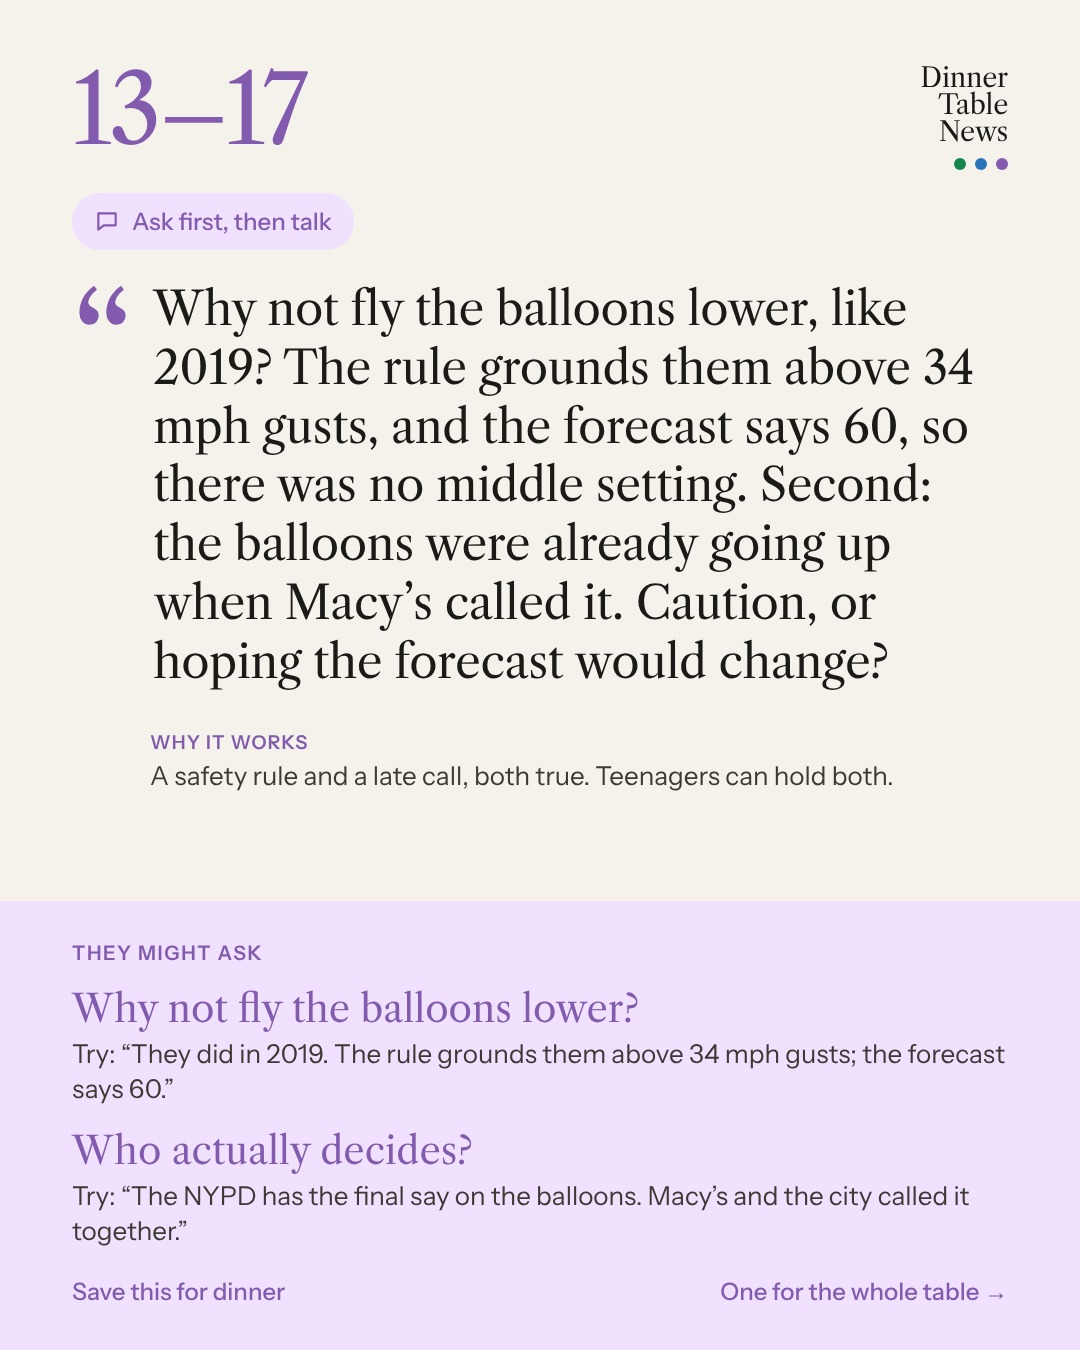 13–17
Dinner
Table
News
Ask first, then talk
“Why not fly the balloons lower, like
2019? The rule grounds them above 34
mph gusts, and the forecast says 60, so
there was no middle setting. Second:
the balloons were already going up
when Macy’s called it. Caution, or
hoping the forecast would change?
WHY IT WORKS
A safety rule and a late call, both true. Teenagers can hold both.
THEY MIGHT ASK
Why not fly the balloons lower?
Try: “They did in 2019. The rule grounds them above 34 mph gusts; the forecast
says 60.”
Who actually decides?
Try: “The NYPD has the final say on the balloons. Macy’s and the city called it
together.”
Save this for dinner
One for the whole table →